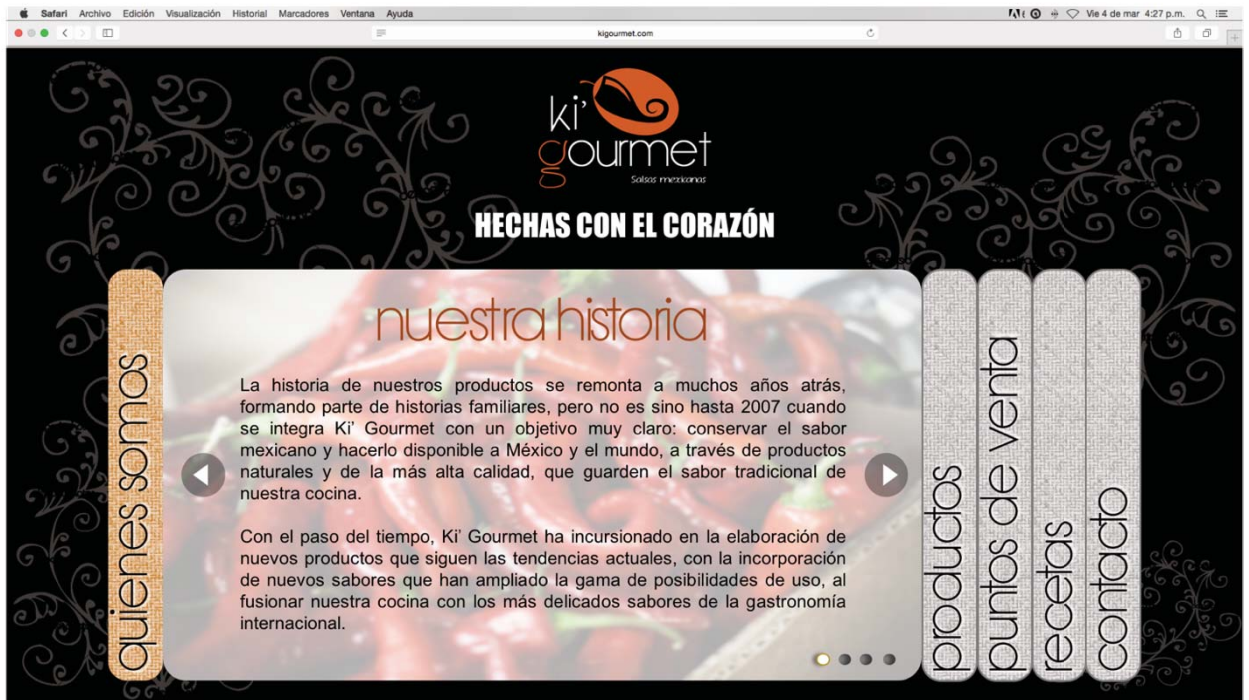 Safari Archivo Edición Visualización Historial Marcadores Ventana Ayuda
Vie 4 de mar 4:27 p.m.
kigourmet.com
ki'
gourmet
Salsas mexicanas
HECHAS CON EL CORAZÓN
quienes somos
nuestra historia
La historia de nuestros productos se remonta a muchos años atrás,
formando parte de historias familiares, pero no es sino hasta 2007 cuando
se integra Ki' Gourmet con un objetivo muy claro: conservar el sabor
mexicano y hacerlo disponible a México y el mundo, a través de productos
naturales y de la más alta calidad, que guarden el sabor tradicional de
nuestra cocina.
Con el paso del tiempo, Ki' Gourmet ha incursionado en la elaboración de
nuevos productos que siguen las tendencias actuales, con la incorporación
de nuevos sabores que han ampliado la gama de posibilidades de uso, al
fusionar nuestra cocina con los más delicados sabores de la gastronomía
internacional.
productos
puntos de venta
recetas
contacto